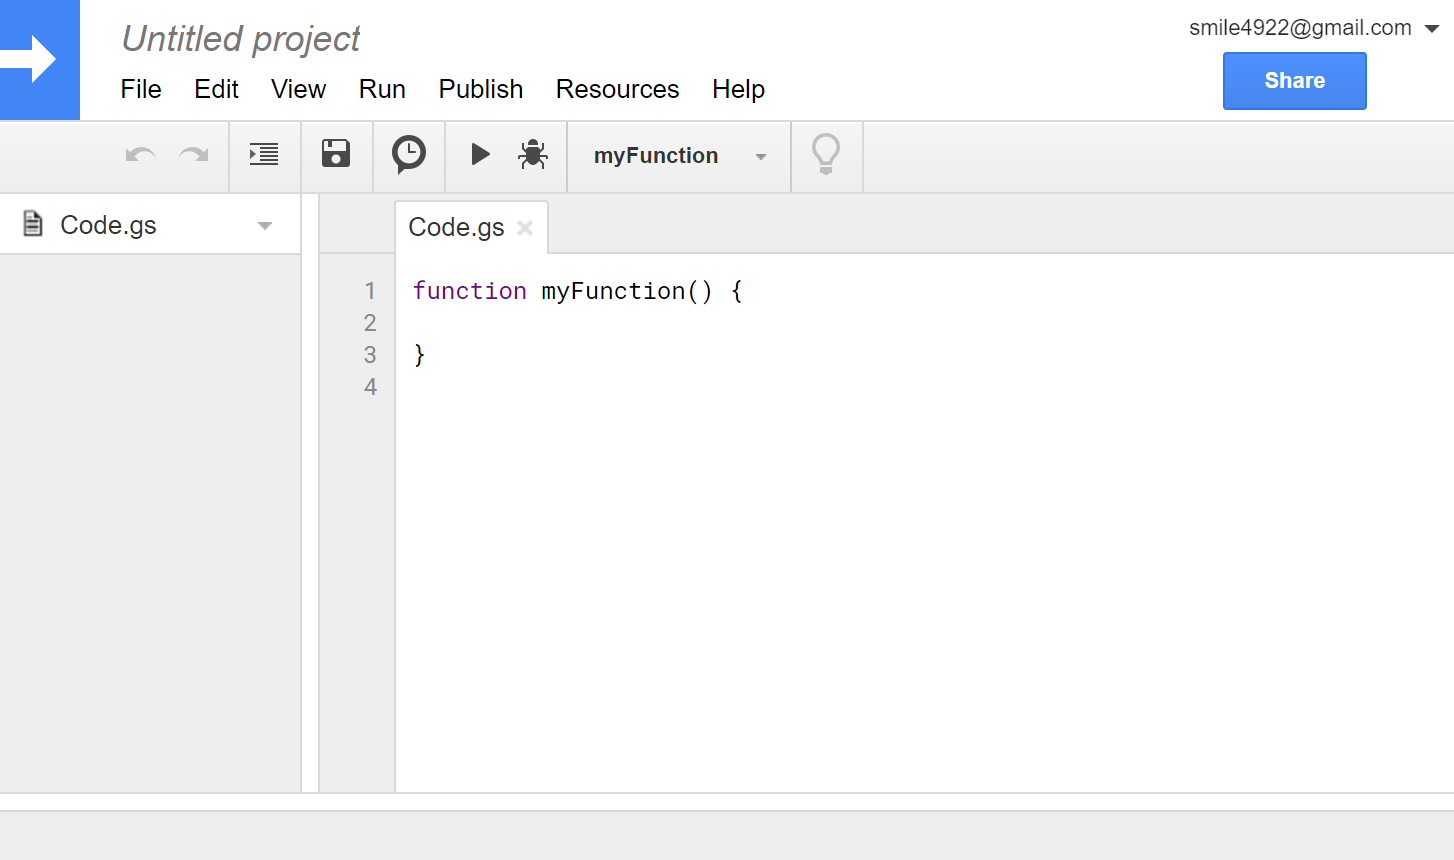 Untitled project
smile4922@gmail.com
File Edit View Run Publish Resources Help
Share
myFunction
Code.gs
Code.gs
1 function myFunction() {
2
3 }
4